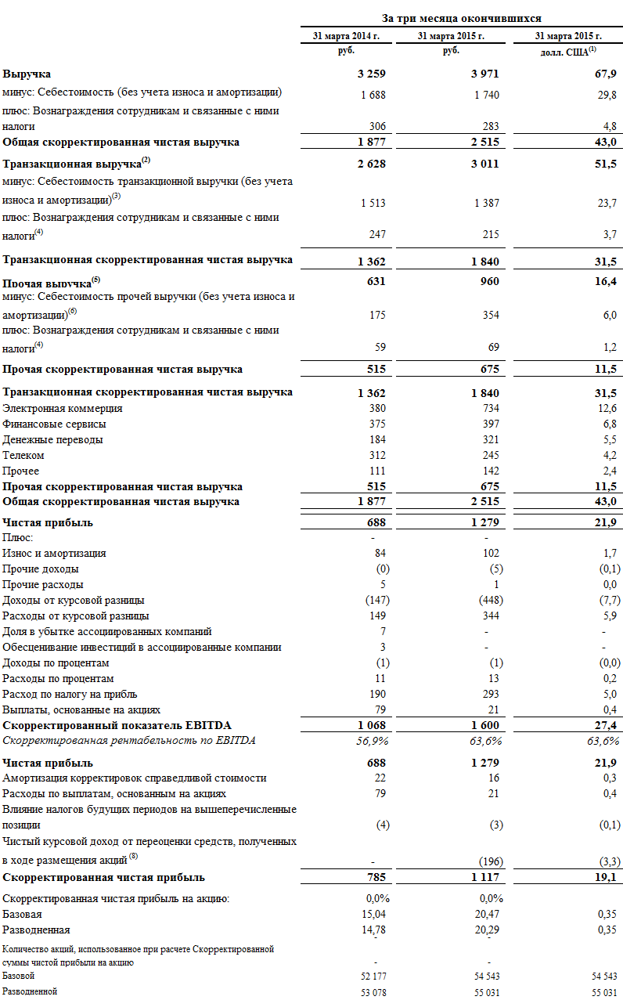 За три месяца окончившихся
31 марта 2014 г. 31 марта 2015 г. 31 марта 2015 г.
руб. руб. долл. США(1)
Выручка 3 259 3 971 67,9
минус: Себестоимость (без учета износа и амортизации) 1 688 1 740 29,8
плюс: Вознаграждения сотрудникам и связанные с ними
налоги 306 283 4,8
Общая скорректированная чистая выручка 1 877 2 515 43,0
Транзакционная выручка(2) 2 628 3 011 51,5
минус: Себестоимость транзакционной выручки (без учета
износа и амортизации)(3) 1 513 1 387 23,7
плюс: Вознаграждения сотрудникам и связанные с ними
налоги(4) 247 215 3,7
Транзакционная скорректированная чистая выручка 1 362 1 840 31,5
Прочая выручка(5) 631 960 16,4
минус: Себестоимость прочей выручки (без учета износа и
амортизации)(6) 175 354 6,0
плюс: Вознаграждения сотрудникам и связанные с ними
налоги(4) 59 69 1,2
Прочая скорректированная чистая выручка 515 675 11,5
Транзакционная скорректированная чистая выручка 1 362 1 840 31,5
Электронная коммерция 380 734 12,6
Финансовые сервисы 375 397 6,8
Денежные переводы 184 321 5,5
Телеком 312 245 4,2
Прочее 111 142 2,4
Прочая скорректированная чистая выручка 515 675 11,5
Общая скорректированная чистая выручка 1 877 2 515 43,0
Чистая прибыль 688 1 279 21,9
Плюс: - -
Износ и амортизация 84 102 1,7
Прочие доходы (0) (5) (0,1)
Прочие расходы 5 1 0,0
Доходы от курсовой разницы (147) (448) (7,7)
Расходы от курсовой разницы 149 344 5,9
Доля в убытке ассоциированных компаний 7 - -
Обесценивание инвестиций в ассоциированные компании 3 - -
Доходы по процентам (1) (1) (0,0)
Расходы по процентам 11 13 0,2
Расход по налогу на прибль 190 293 5,0
Выплаты, основанные на акциях 79 21 0,4
Скорректированный показатель EBITDA 1 068 1 600 27,4
Скорректированная рентабельность по EBITDA 56,9% 63,6% 63,6%
Чистая прибыль 688 1 279 21,9
Амортизация корректировок справедливой стоимости 22 16 0,3
Расходы по выплатам, основанным на акциях 79 21 0,4
Влияние налогов будущих периодов на вышеперечисленные
позиции (4) (3) (0,1)
Чистый курсовой доход от переоценки средств, полученных
в ходе размещения акций (8) - (196) (3,3)
Скорректированная чистая прибыль 785 1 117 19,1
Скорректированная чистая прибыль на акцию: 0,0% 0,0%
Базовая 15,04 20,47 0,35
Разводненная 14,78 20,29 0,35
- -
Количество акций, использованное при расчете Скорректированной
суммы чистой прибыли на акцию - -
Базовой 52 177 54 543 54 543
Разводненной 53 078 55 031 55 031